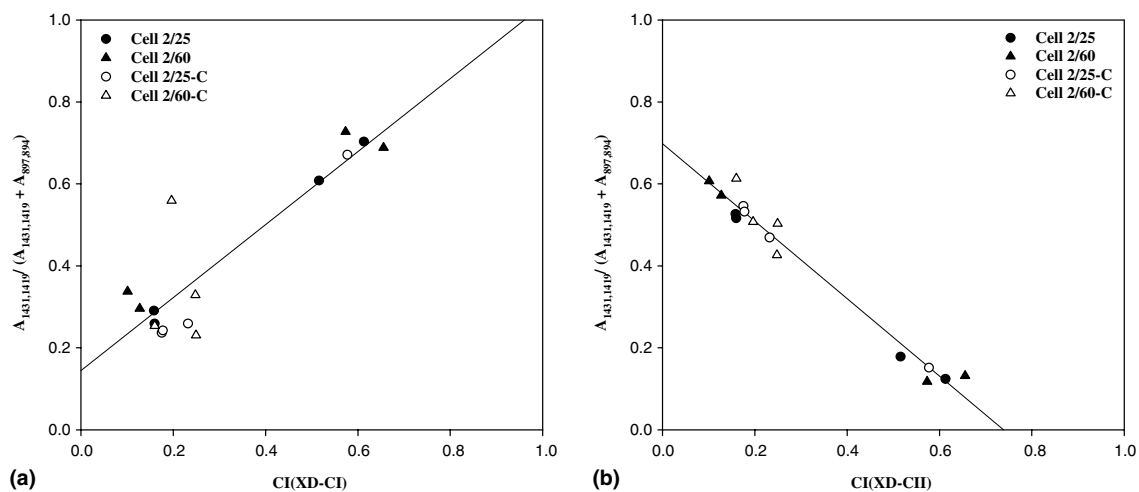 1.0
0.8
0.6
0.4
0.2
0.0
A1431,1419/ (A1431,1419 + A897,894)
Cell 2/25
Cell 2/60
Cell 2/25-C
Cell 2/60-C
0.0 0.2 0.4 0.6 0.8 1.0
(a)
CI(XD-CI)
1.0
0.8
0.6
0.4
0.2
0.0
A1431,1419/ (A1431,1419 + A897,894)
Cell 2/25
Cell 2/60
Cell 2/25-C
Cell 2/60-C
0.0 0.2 0.4 0.6 0.8 1.0
(b)
CI(XD-CII)